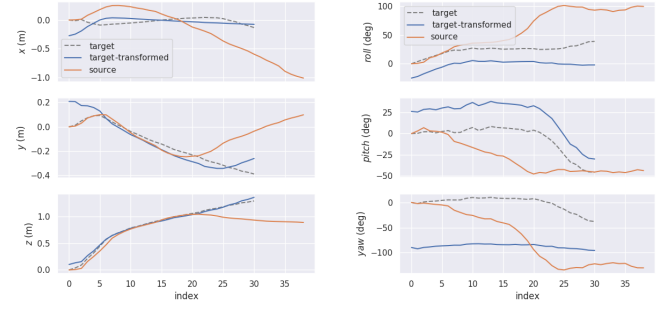 0.0
−0.5
−1.0
x (m)
target
target-transformed
source
0.2
0.0
−0.2
−0.4
y (m)
1.0
0.5
0.0
z (m)
0 5 10 15 20 25 30 35
index
100
50
0
roll (deg)
target
target-transformed
source
50
0
−50
pitch (deg)
0
−100
yaw (deg)
0 5 10 15 20 25 30 35
index